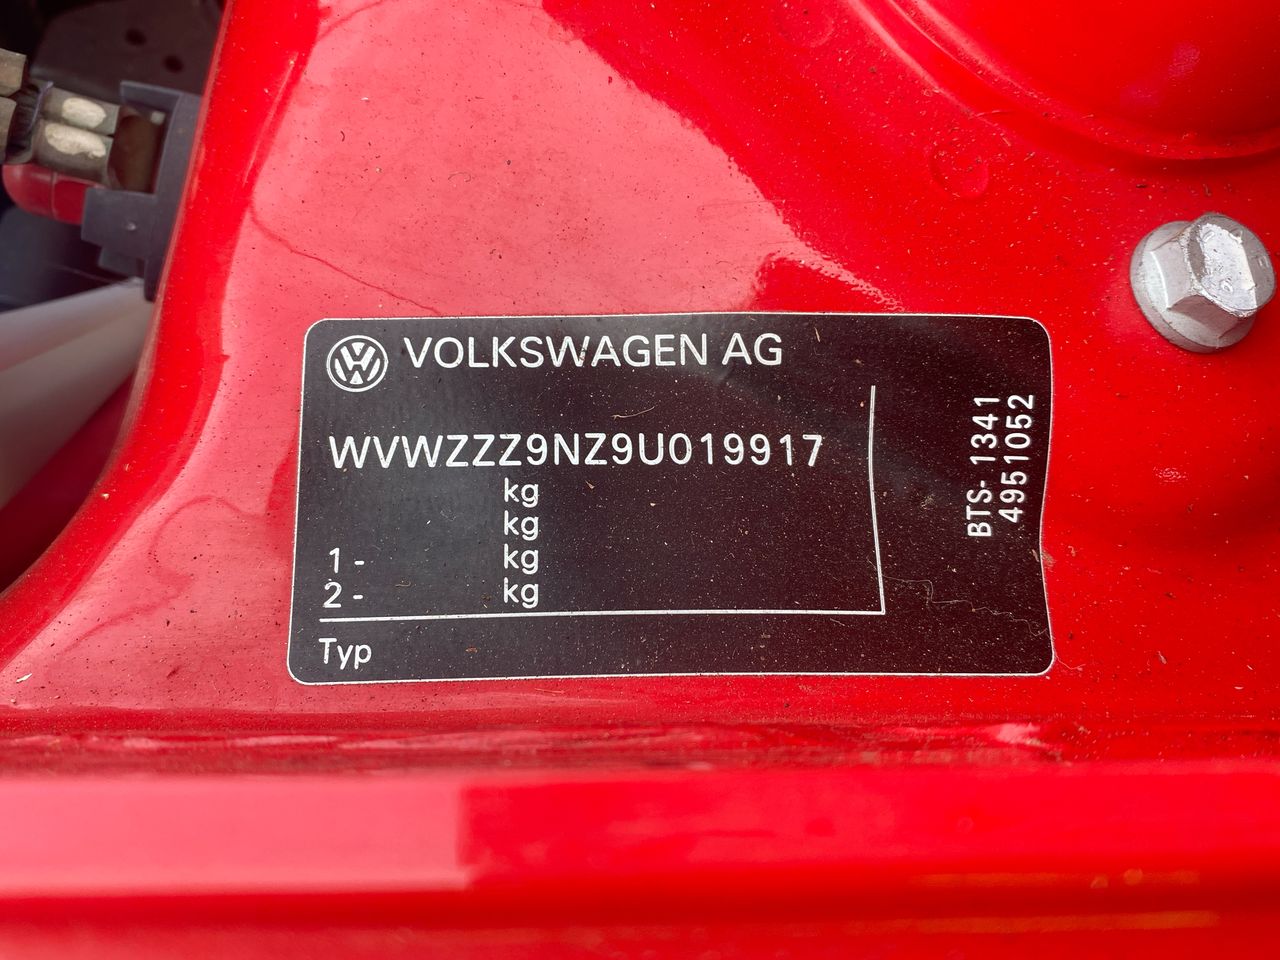 VOLKSWAGEN AG
WVWZZZ9NZ9U019917
kg
kg
1 - kg
2 - kg
Typ
BTS- 1341
4951052